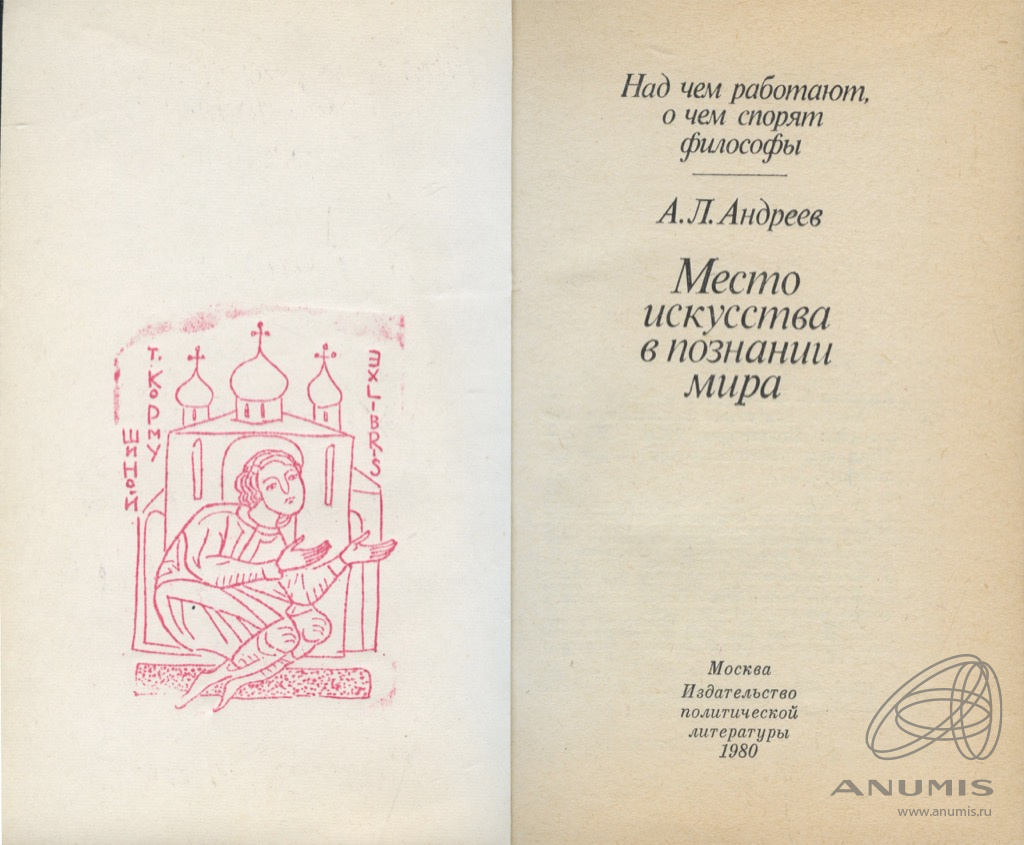 Т. КОРМУ
ШИНОЙ
EXLIBRIS
Над чем работают,
о чем спорят
философы
А. Л. Андреев
Место
искусства
в познании
мира
Москва
Издательство
политической
литературы
1980
ANUMIS
www.anumis.ru